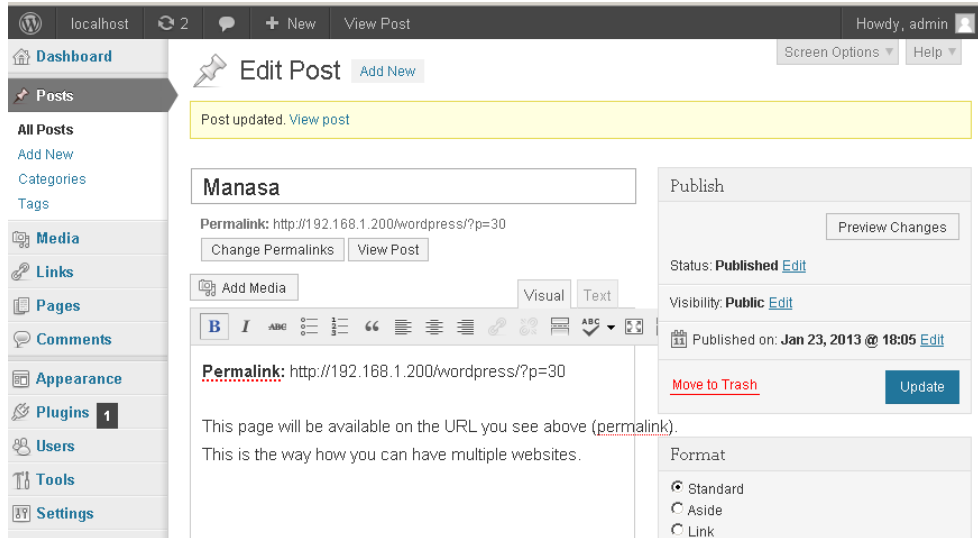 localhost 2 + New View Post Howdy, admin
Dashboard
Posts
All Posts
Add New
Categories
Tags
Media
Links
Pages
Comments
Appearance
Plugins 1
Users
Tools
Settings
Screen Options Help
Edit Post Add New
Post updated. View post
Manasa
Permalink: http://192.168.1.200/wordpress/?p=30
Change Permalinks View Post
Add Media
Visual Text
B I ABC ABC
Permalink: http://192.168.1.200/wordpress/?p=30
This page will be available on the URL you see above (permalink).
This is the way how you can have multiple websites.
Publish
Preview Changes
Status: Published Edit
Visibility: Public Edit
11 Published on: Jan 23, 2013 @ 18:05 Edit
Move to Trash Update
Format
Standard
Aside
Link